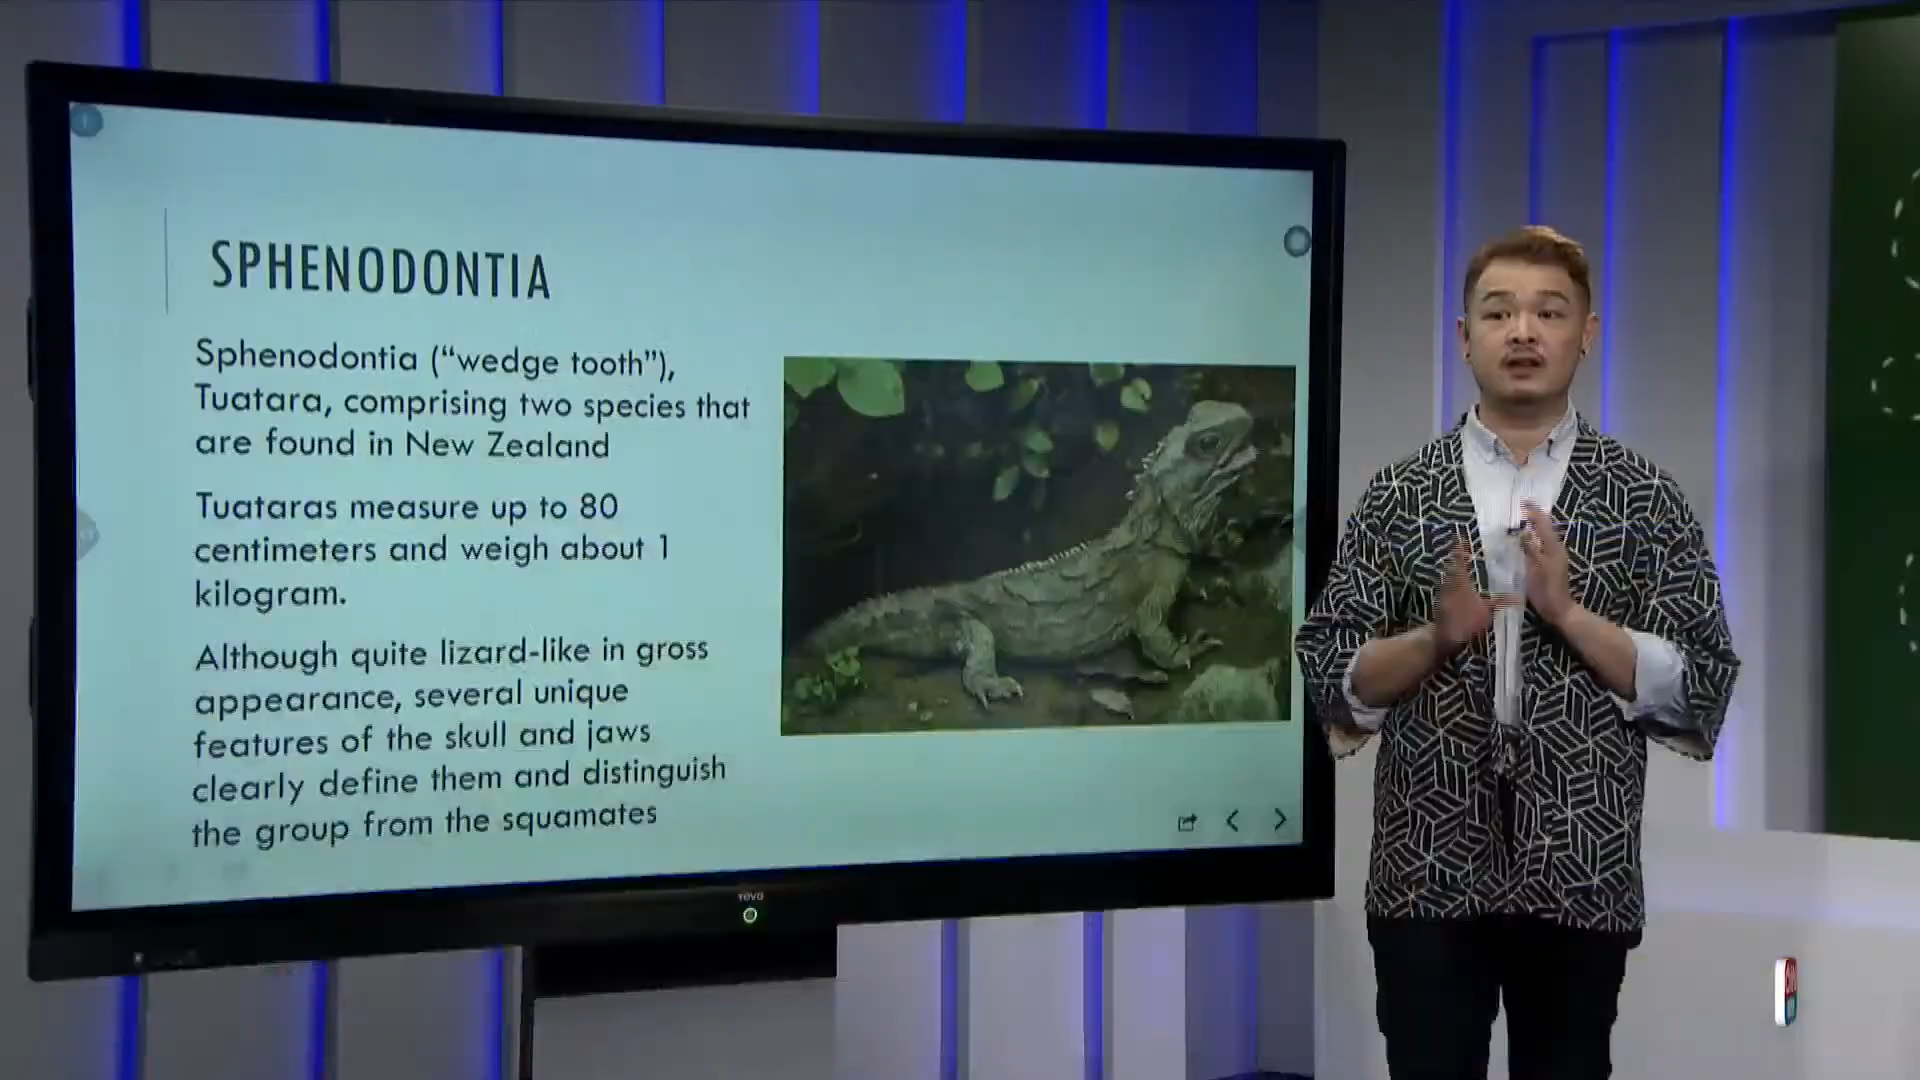 SPHENODONTIA
Sphenodontia (“wedge tooth”),
Tuatara, comprising two species that
are found in New Zealand
Tuataras measure up to 80
centimeters and weigh about 1
kilogram.
Although quite lizard-like in gross
appearance, several unique
features of the skull and jaws
clearly define them and distinguish
the group from the squamates